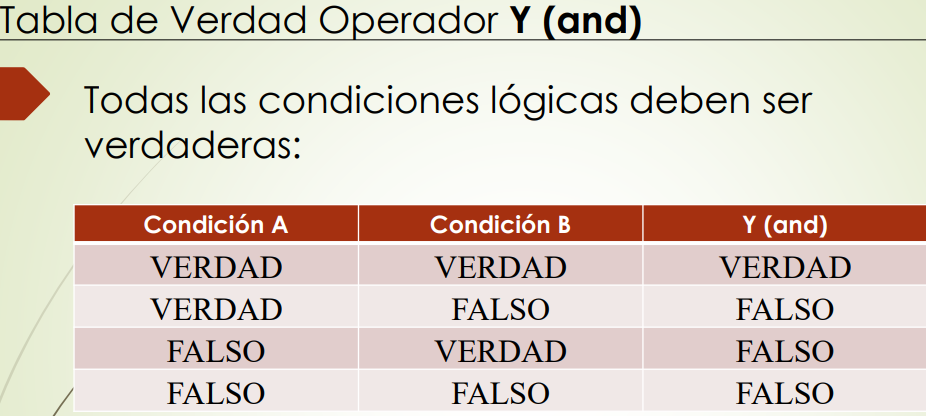 Tabla de Verdad Operador Y (and)
Todas las condiciones lógicas deben ser
verdaderas:
Condición A Condición B Y (and)
VERDAD VERDAD VERDAD
VERDAD FALSO FALSO
FALSO VERDAD FALSO
FALSO FALSO FALSO